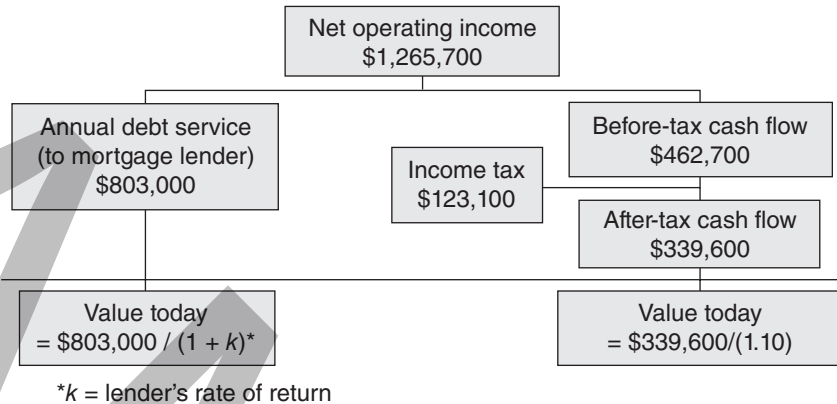 Net operating income
$1,265,700
Annual debt service
(to mortgage lender)
$803,000
Before-tax cash flow
$462,700
Income tax
$123,100
After-tax cash flow
$339,600
Value today
= $803,000 / (1 + k)*
Value today
= $339,600/(1.10)
*k = lender's rate of return